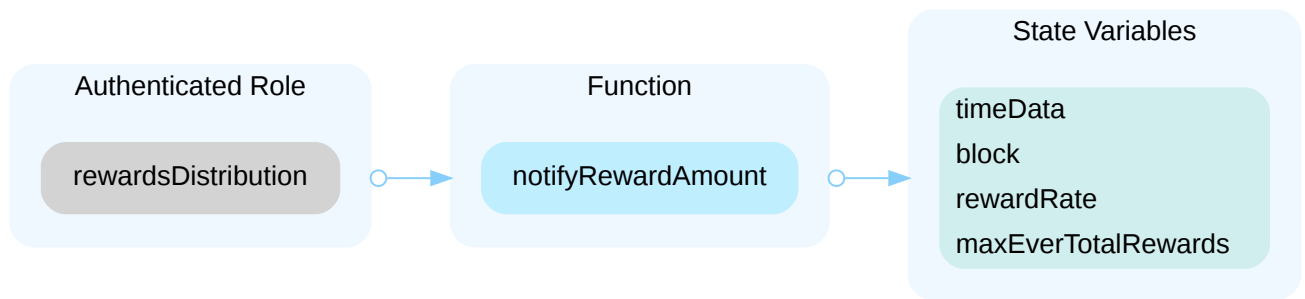 Authenticated Role
rewardsDistribution
Function
notifyRewardAmount
State Variables
timeData
block
rewardRate
maxEverTotalRewards